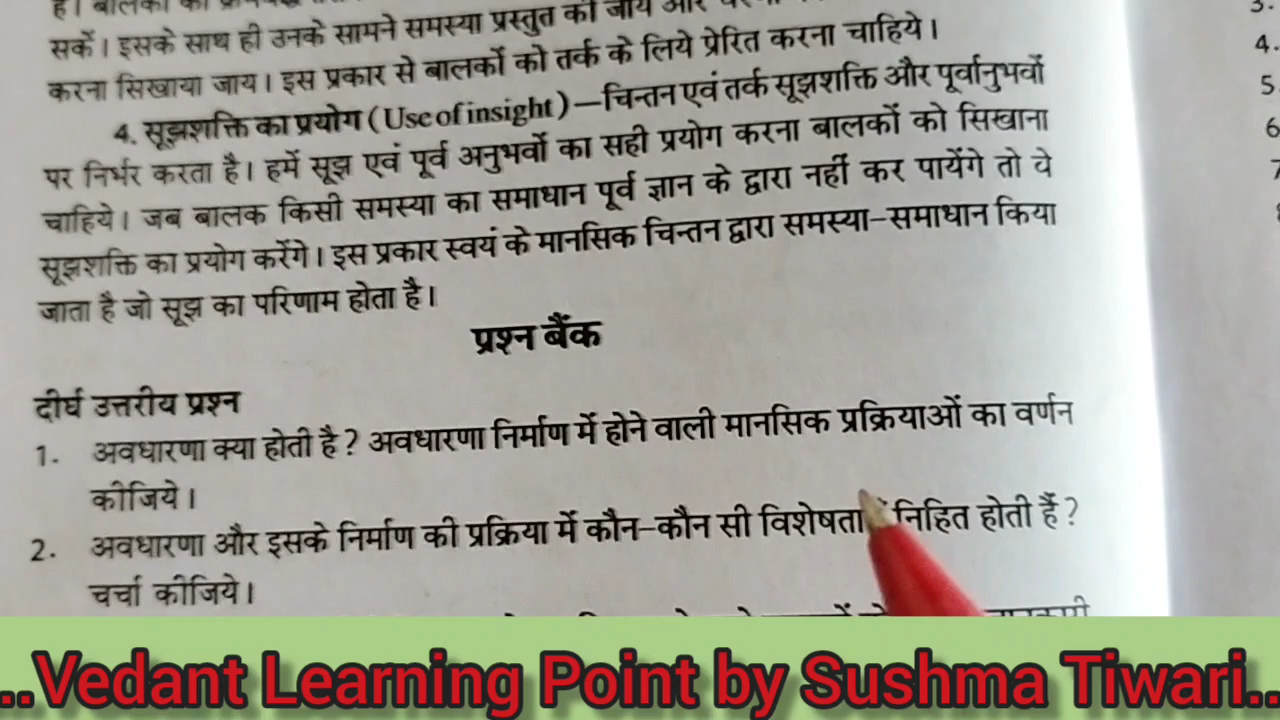 है। बालकों को
सकें। इसके साथ ही उनके सामने समस्या प्रस्तुत की जाये और
करना सिखाया जाय। इस प्रकार से बालकों को तर्क के लिये प्रेरित करना चाहिये।
4. सूझशक्ति का प्रयोग (Use of insight)—चिन्तन एवं तर्क सूझशक्ति और पूर्वानुभवों
पर निर्भर करता है। हमें सूझ एवं पूर्व अनुभवों का सही प्रयोग करना बालकों को सिखाना
चाहिये। जब बालक किसी समस्या का समाधान पूर्व ज्ञान के द्वारा नहीं कर पायेंगे तो वे
सूझशक्ति का प्रयोग करेंगे। इस प्रकार स्वयं के मानसिक चिन्तन द्वारा समस्या-समाधान किया
जाता है जो सूझ का परिणाम होता है।
प्रश्न बैंक
दीर्घ उत्तरीय प्रश्न
1. अवधारणा क्या होती है? अवधारणा निर्माण में होने वाली मानसिक प्रक्रियाओं का वर्णन
कीजिये।
2. अवधारणा और इसके निर्माण की प्रक्रिया में कौन-कौन सी निहित होती हैं?
चर्चा कीजिये।
3.
4.
5.
6
7
..Vedant Learning Point by Sushma Tiwari..